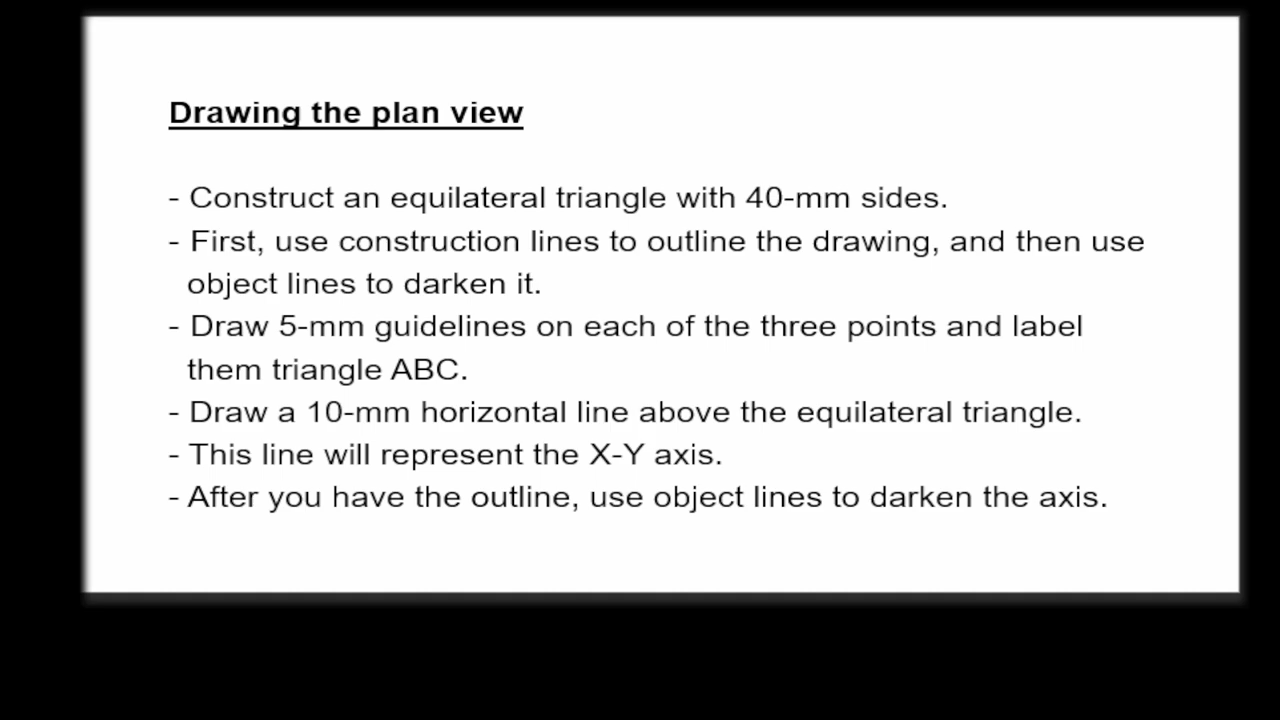 Drawing the plan view
- Construct an equilateral triangle with 40-mm sides.
- First, use construction lines to outline the drawing, and then use
object lines to darken it.
- Draw 5-mm guidelines on each of the three points and label
them triangle ABC.
- Draw a 10-mm horizontal line above the equilateral triangle.
- This line will represent the X-Y axis.
- After you have the outline, use object lines to darken the axis.